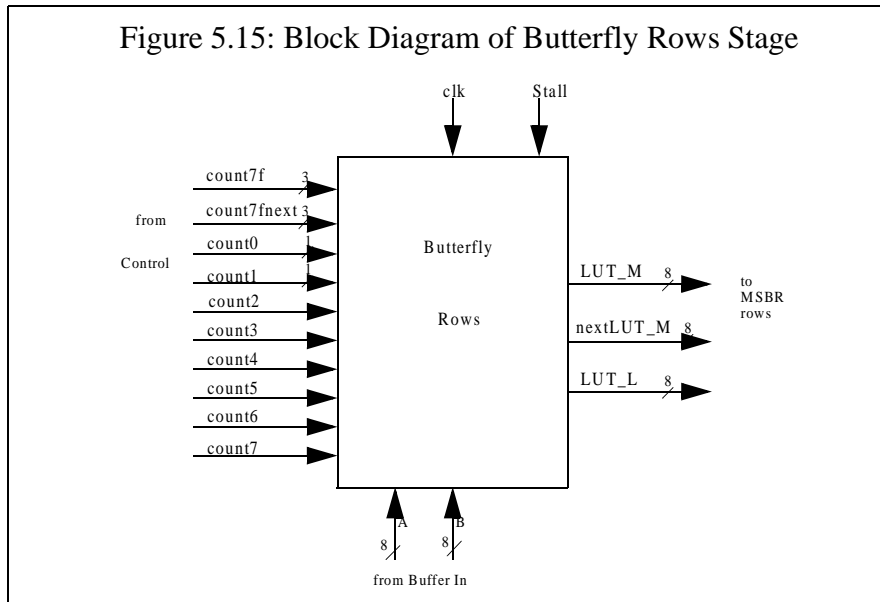 Figure 5.15: Block Diagram of Butterfly Rows Stage
clk
Stall
count7f
3
from
count7fnext
3
count0
1
Control
count1
1
count2
count3
count4
count5
count6
count7
Butterfly
Rows
LUT_M
8
nextLUT_M
8
LUT_L
8
to
MSBR
rows
A
8
B
8
from Buffer In